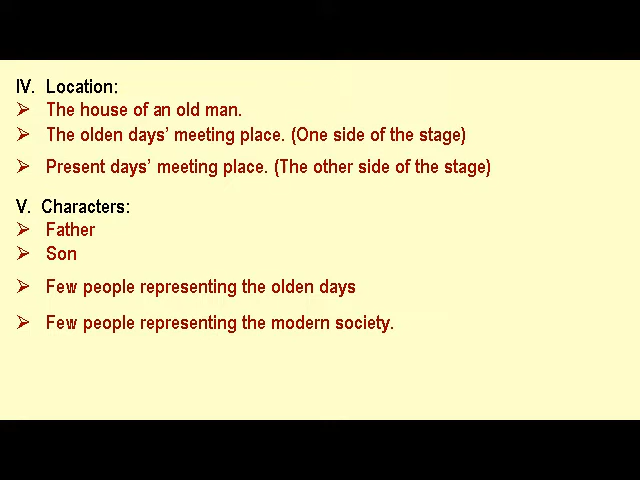 IV. Location:
➢ The house of an old man.
➢ The olden days’ meeting place. (One side of the stage)
➢ Present days’ meeting place. (The other side of the stage)
V. Characters:
➢ Father
➢ Son
➢ Few people representing the olden days
➢ Few people representing the modern society.